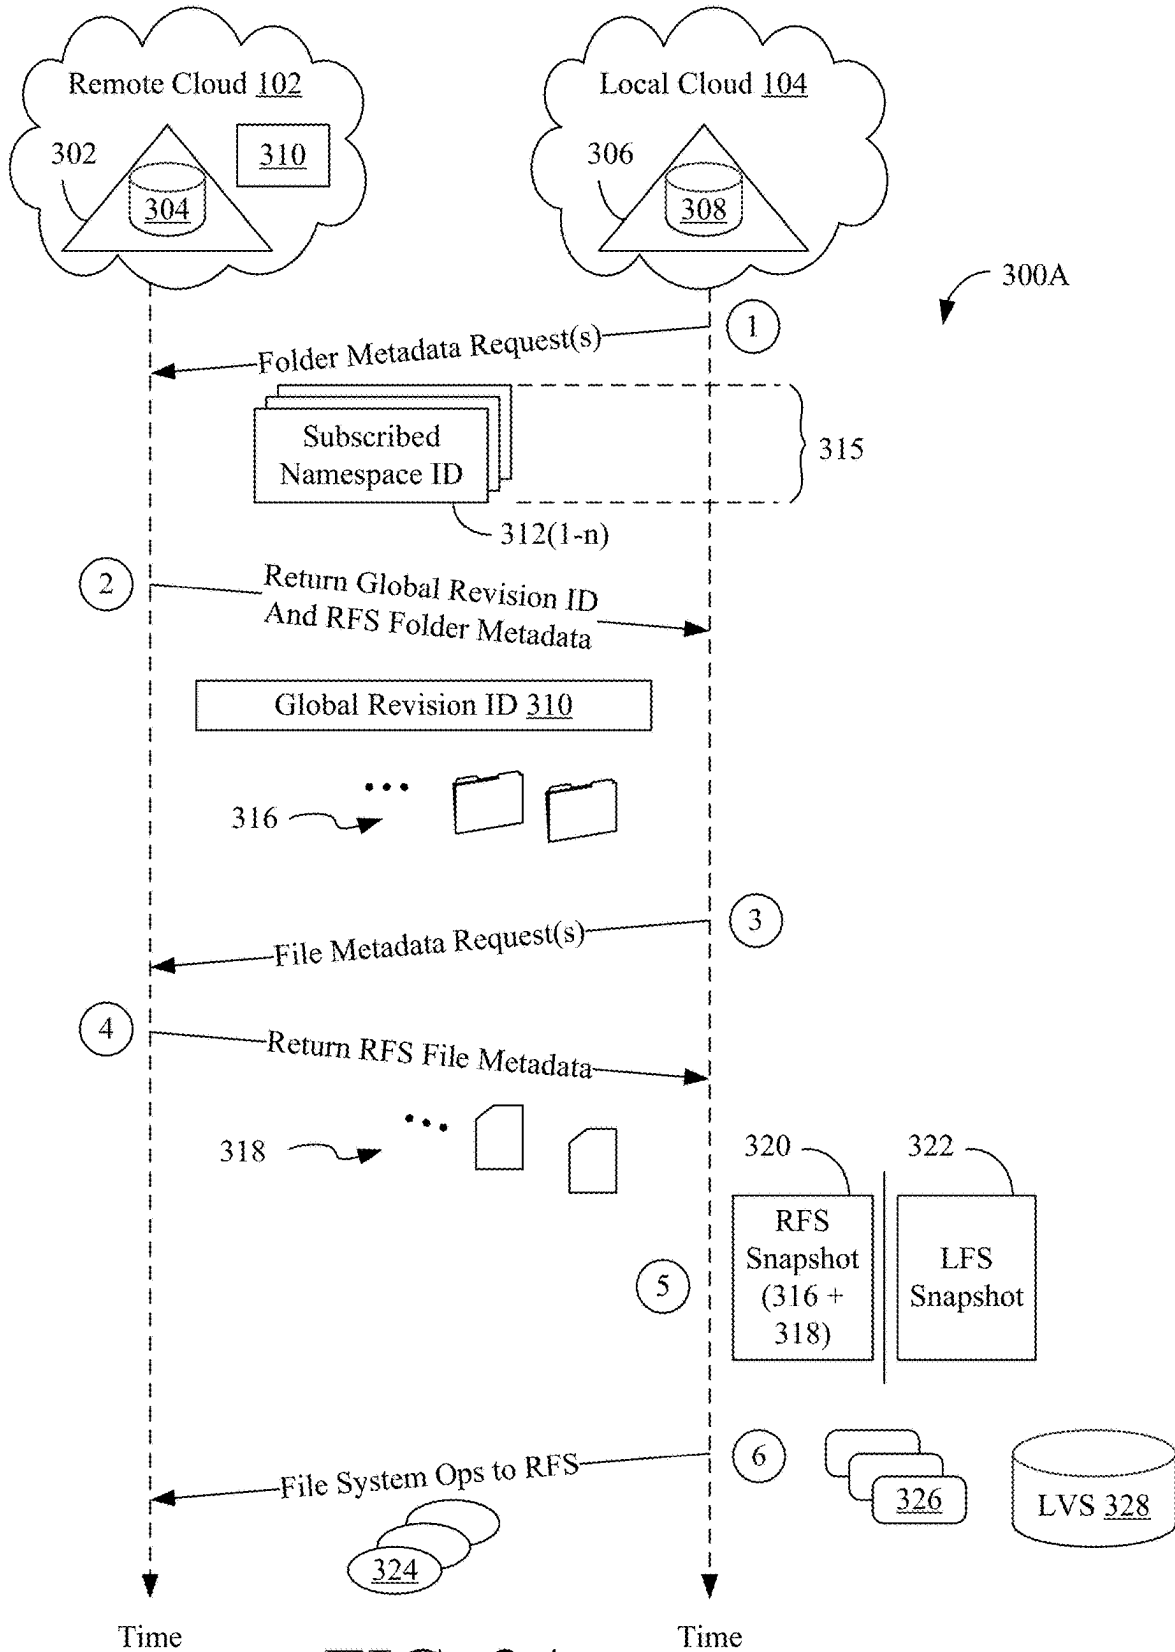 Remote Cloud 102
Local Cloud 104
302
310
304
306
308
300A
1
Folder Metadata Request(s)
Subscribed
Namespace ID
315
312(1-n)
2
Return Global Revision ID
And RFS Folder Metadata
Global Revision ID 310
316
3
File Metadata Request(s)
4
Return RFS File Metadata
318
320
322
RFS
Snapshot
(316 +
318)
LFS
Snapshot
5
6
File System Ops to RFS
326
LVS 328
324
Time
Time